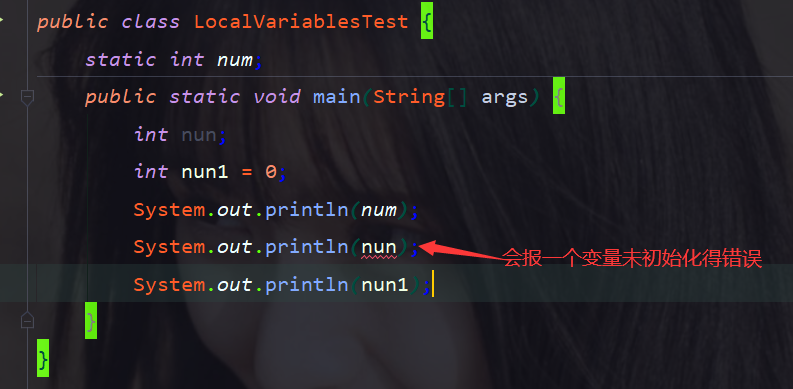 public class LocalVariablesTest {
static int num;
public static void main(String[] args) {
int nun;
int nun1 = 0;
System.out.println(num);
System.out.println(nun); 会报一个变量未初始化得错误
System.out.println(nun1);
}
}